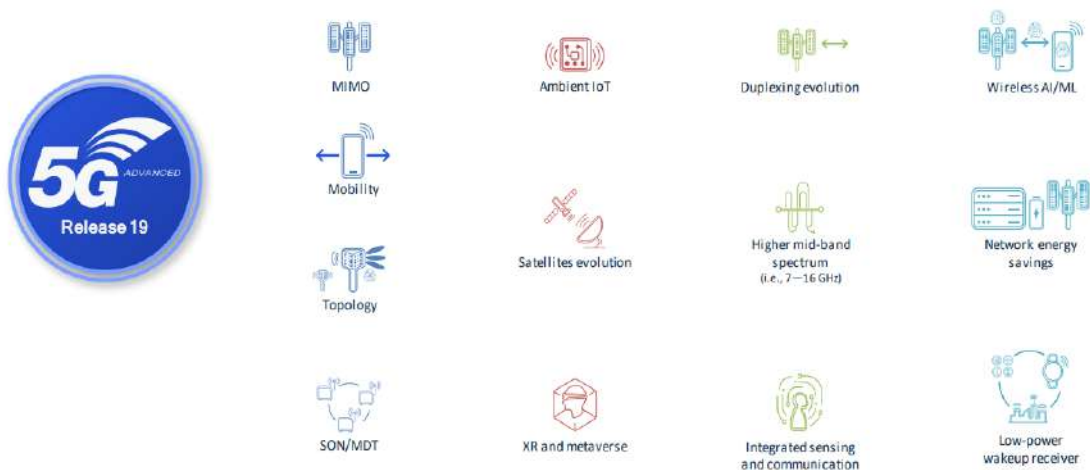 5G
ADVANCED
Release 19
MIMO
Mobility
Topology
SON/MDT
Ambient IoT
Satellites evolution
XR and metaverse
Duplexing evolution
Higher mid-band
spectrum
(i.e., 7—16 GHz)
Integrated sensing
and communication
Wireless AI/ML
Network energy
savings
Low-power
wakeup receiver